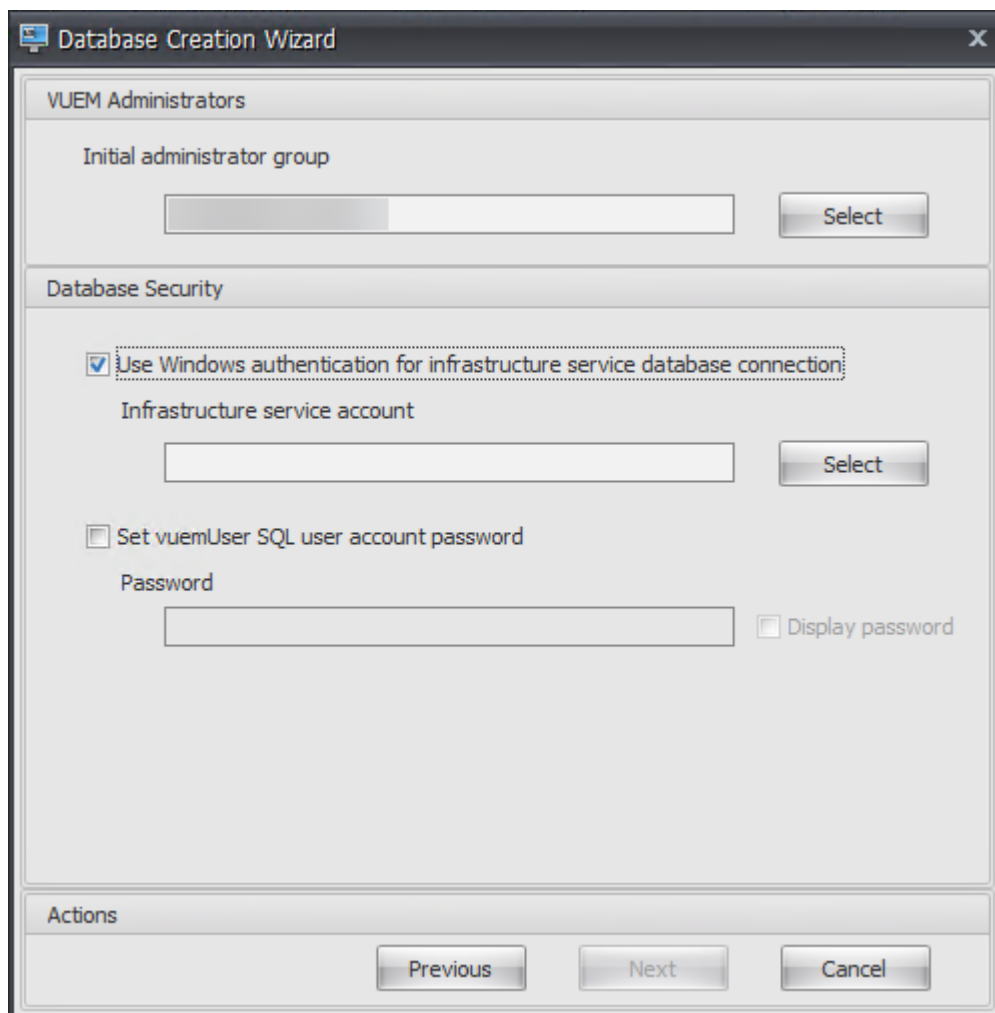 Database Creation Wizard
VUEM Administrators
Initial administrator group
Select
Database Security
Use Windows authentication for infrastructure service database connection
Infrastructure service account
Select
Set vuemUser SQL user account password
Password
Display password
Actions
Previous Next Cancel